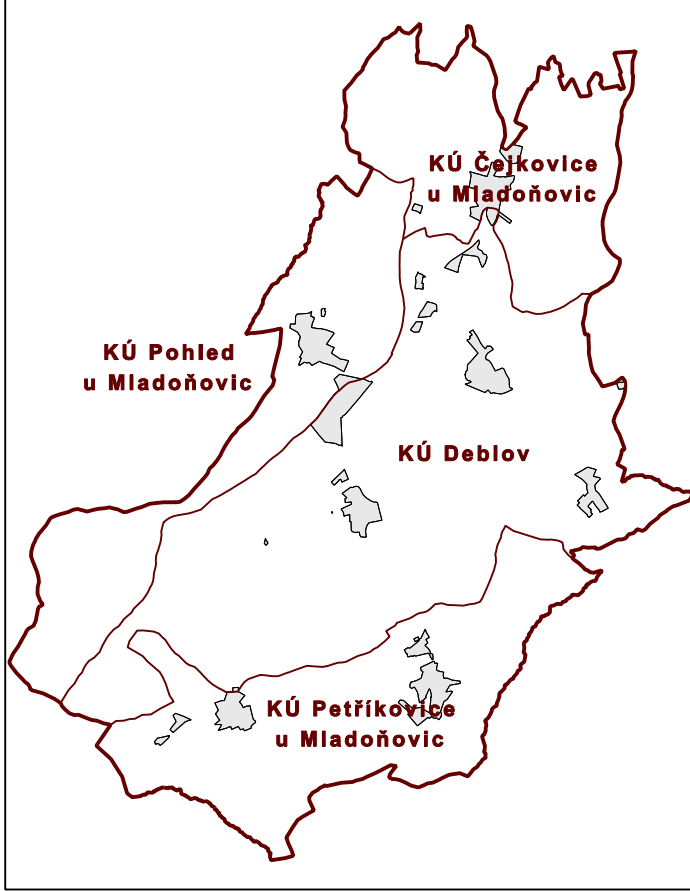 KÚ Čejkovice
u Mladoňovic
KÚ Pohled
u Mladoňovic
KÚ Deblov
KÚ Petříkovice
u Mladoňovic